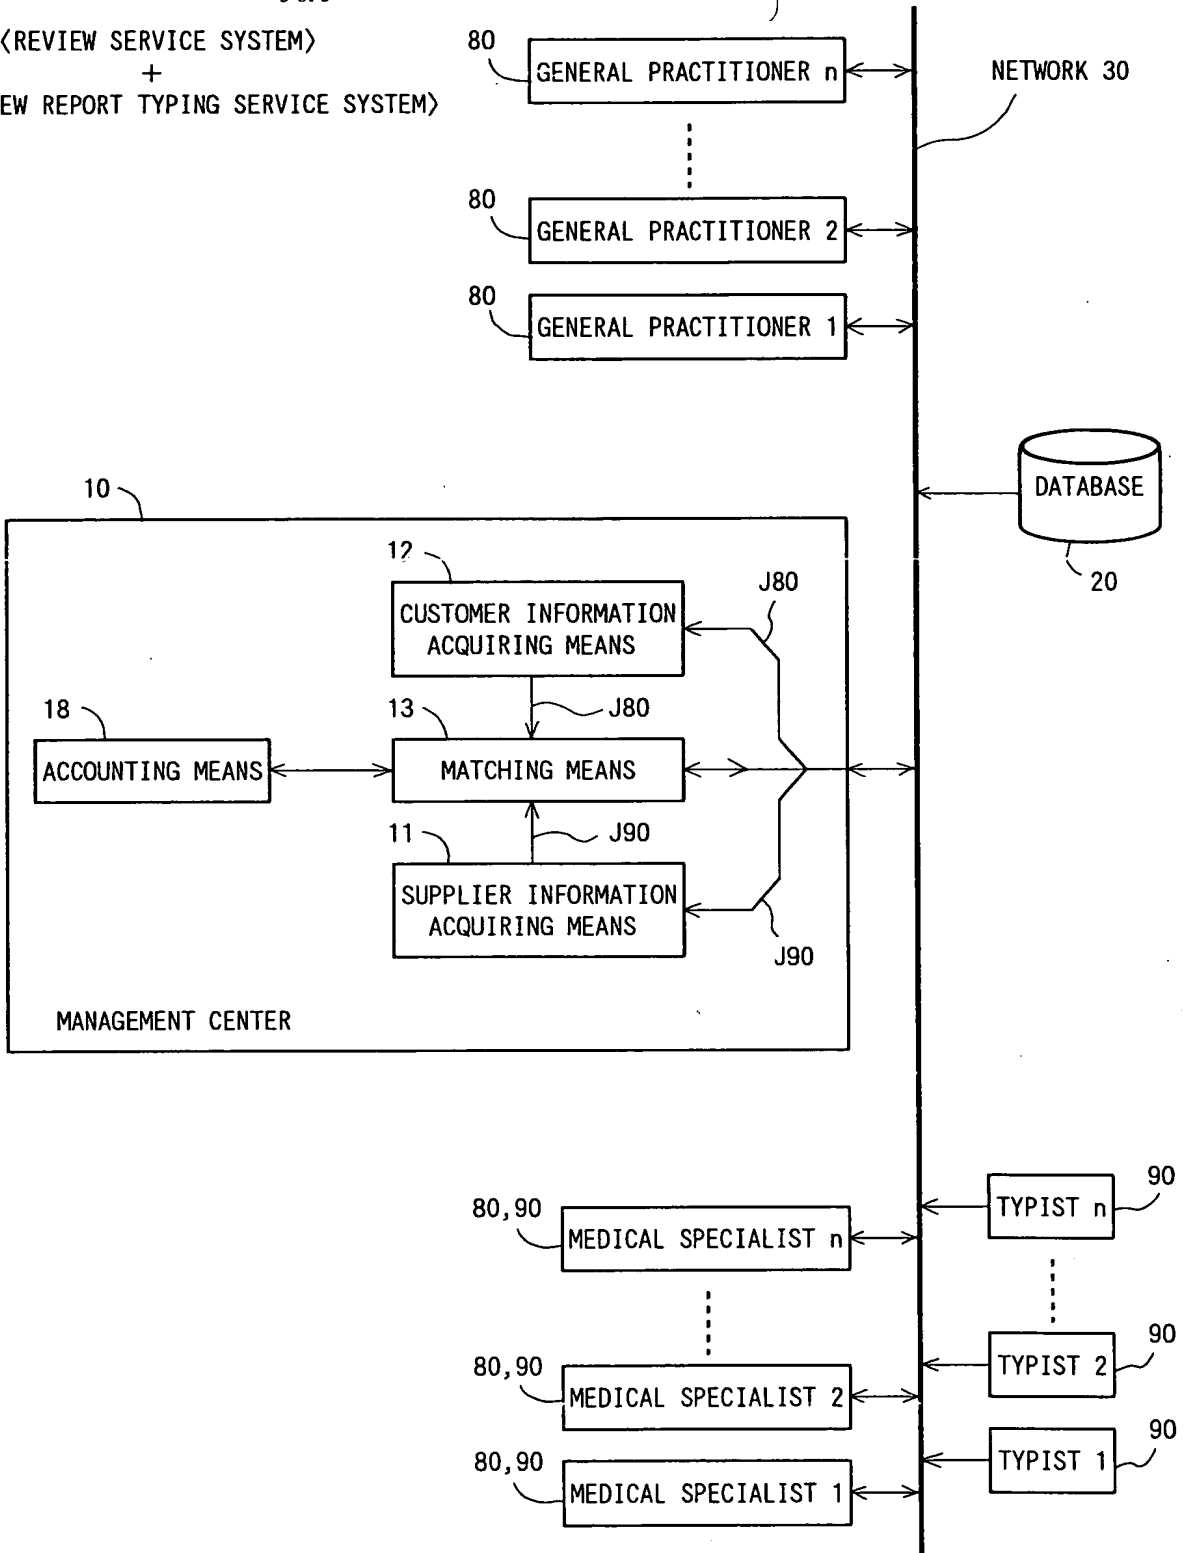 〈REVIEW SERVICE SYSTEM〉
+
EW REPORT TYPING SERVICE SYSTEM〉
80
GENERAL PRACTITIONER n
NETWORK 30
80
GENERAL PRACTITIONER 2
80
GENERAL PRACTITIONER 1
DATABASE
20
10
12
CUSTOMER INFORMATION
ACQUIRING MEANS
J80
J80
18
13
ACCOUNTING MEANS
MATCHING MEANS
11
J90
SUPPLIER INFORMATION
ACQUIRING MEANS
J90
MANAGEMENT CENTER
80,90
MEDICAL SPECIALIST n
90
TYPIST n
80,90
MEDICAL SPECIALIST 2
90
TYPIST 2
80,90
MEDICAL SPECIALIST 1
90
TYPIST 1